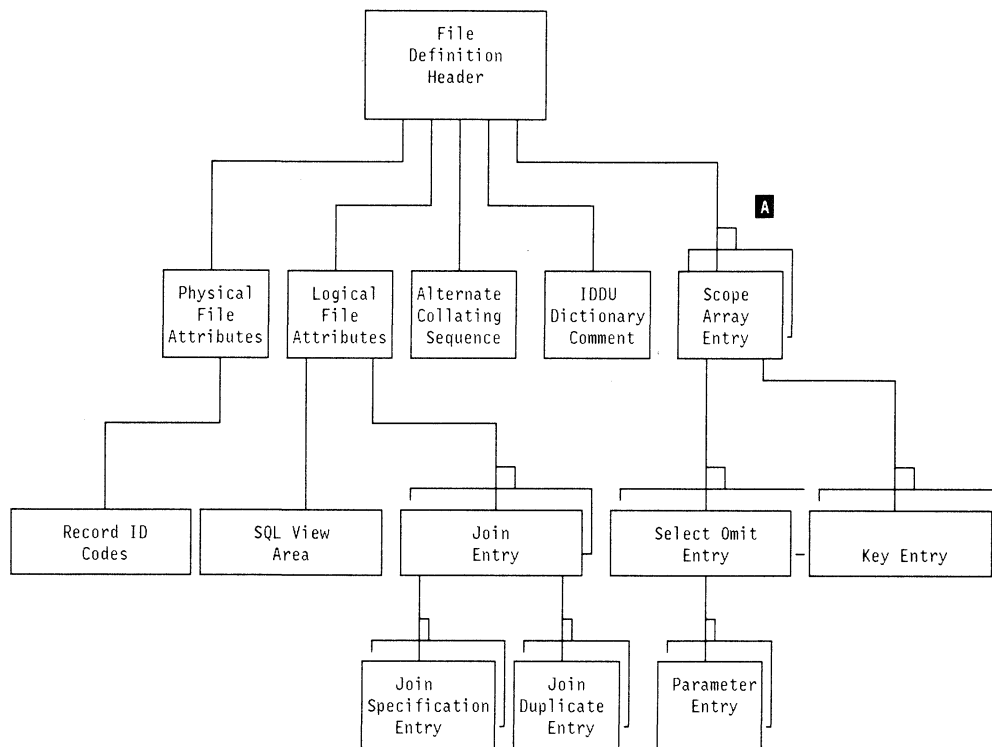 File
Definition
Header
A
Physical
File
Attributes
Logical
File
Attributes
Alternate
Collating
Sequence
IDDU
Dictionary
Comment
Scope
Array
Entry
Record ID
Codes
SQL View
Area
Join
Entry
Select Omit
Entry
Key Entry
Join
Specification
Entry
Join
Duplicate
Entry
Parameter
Entry